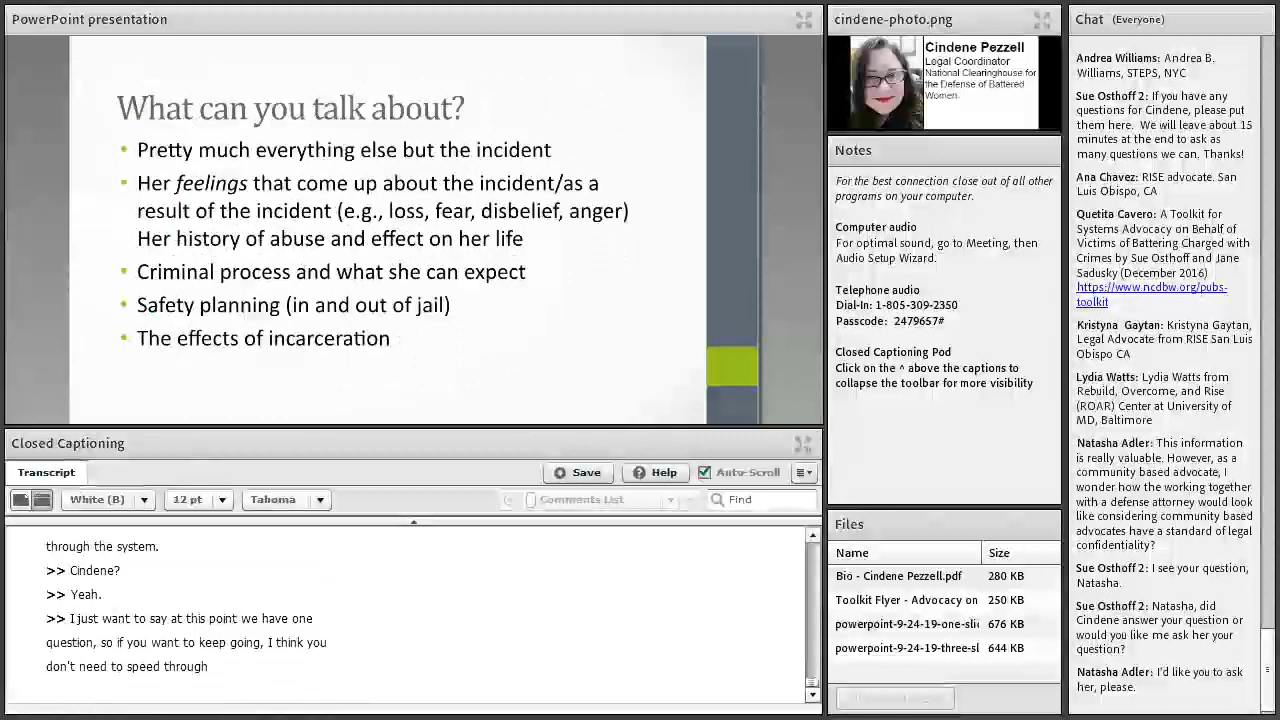 PowerPoint presentation
What can you talk about?
• Pretty much everything else but the incident
• Her feelings that come up about the incident/as a
result of the incident (e.g., loss, fear, disbelief, anger)
Her history of abuse and effect on her life
• Criminal process and what she can expect
• Safety planning (in and out of jail)
• The effects of incarceration
Closed Captioning
Transcript
Save
Help
Auto-Scroll
White (B)
12 pt
Tahoma
Comments List
Find
through the system.
>> Cindene?
>> Yeah.
>> I just want to say at this point we have one
question, so if you want to keep going, I think you
don't need to speed through
cindene-photo.png
Cindene Pezzell
Legal Coordinator
National Clearinghouse for
the Defense of Battered
Women
Notes
For the best connection close out of all other
programs on your computer.
Computer audio
For optimal sound, go to Meeting, then
Audio Setup Wizard.
Telephone audio
Dial-In: 1-805-309-2350
Passcode: 2479657#
Closed Captioning Pod
Click on the ^ above the captions to
collapse the toolbar for more visibility
Files
Name Size
Bio - Cindene Pezzell.pdf 280 KB
Toolkit Flyer - Advocacy on 250 KB
powerpoint-9-24-19-one-slic 676 KB
powerpoint-9-24-19-three-sl 644 KB
Chat (Everyone)
Andrea Williams: Andrea B.
Williams, STEPS, NYC
Sue Osthoff 2: If you have any
questions for Cindene, please put
them here. We will leave about 15
minutes at the end to ask as
many questions we can. Thanks!
Ana Chavez: RISE advocate. San
Luis Obispo, CA
Quetita Cavero: A Toolkit for
Systems Advocacy on Behalf of
Victims of Battering Charged with
Crimes by Sue Osthoff and Jane
Sadusky (December 2016)
https://www.ncdbw.org/pubs-
toolkit
Kristyna Gaytan: Kristyna Gaytan,
Legal Advocate from RISE San Luis
Obispo CA
Lydia Watts: Lydia Watts from
Rebuild, Overcome, and Rise
(ROAR) Center at University of
MD, Baltimore
Natasha Adler: This information
is really valuable. However, as a
community based advocate, I
wonder how the working together
with a defense attorney would look
like considering community based
advocates have a standard of legal
confidentiality?
Sue Osthoff 2: I see your question,
Natasha.
Sue Osthoff 2: Natasha, did
Cindene answer your question or
would you like me ask her your
question?
Natasha Adler: I'd like you to ask
her, please.